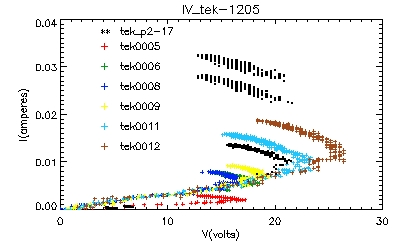 IV_tek-1205
0.04
0.03
0.02
0.01
0.00
I(amperes)
tek_p2-17
tek0005
tek0006
tek0008
tek0009
tek0011
tek0012
0 10 20 30
V(volts)